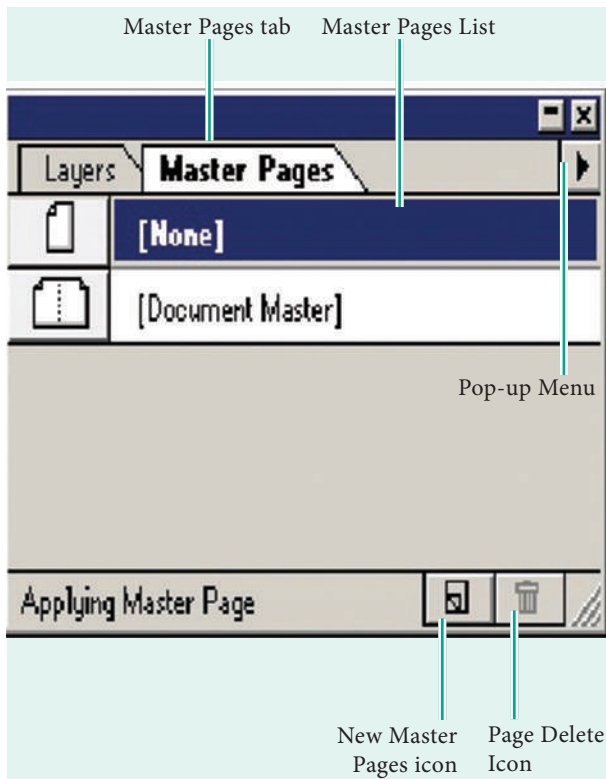 Master Pages tab Master Pages List
Layers Master Pages
[None]
[Document Master]
Pop-up Menu
Applying Master Page
New Master Pages icon
Page Delete Icon